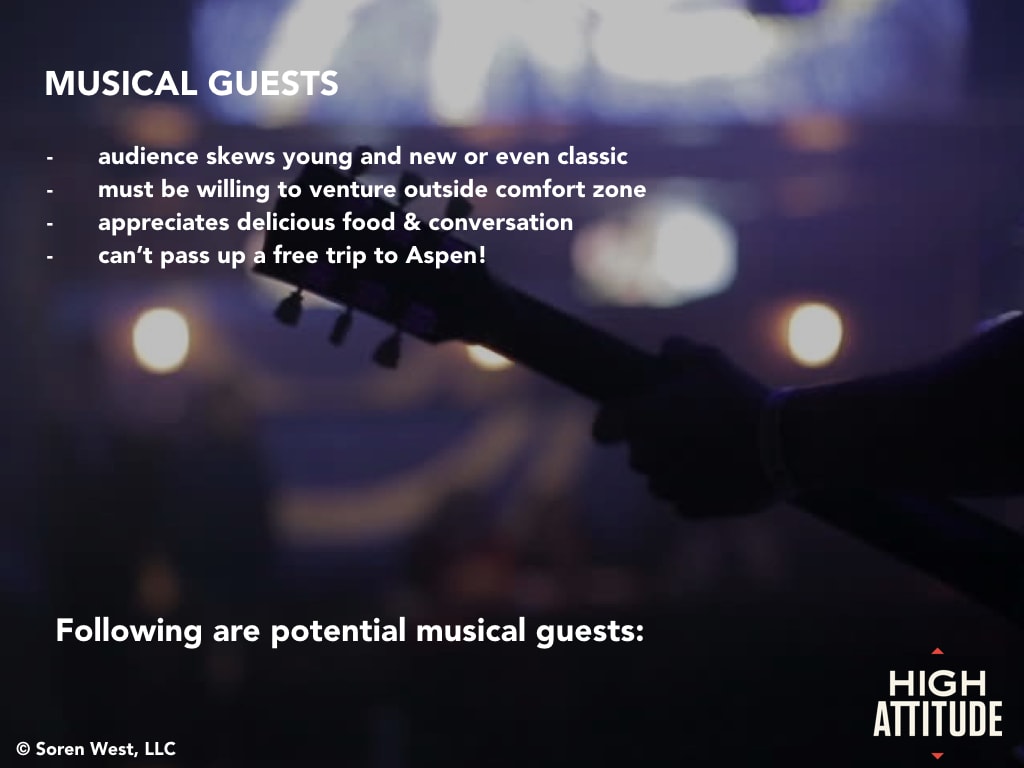 MUSICAL GUESTS
- audience skews young and new or even classic
- must be willing to venture outside comfort zone
- appreciates delicious food & conversation
- can’t pass up a free trip to Aspen!
Following are potential musical guests:
HIGH
ATTITUDE
© Soren West, LLC